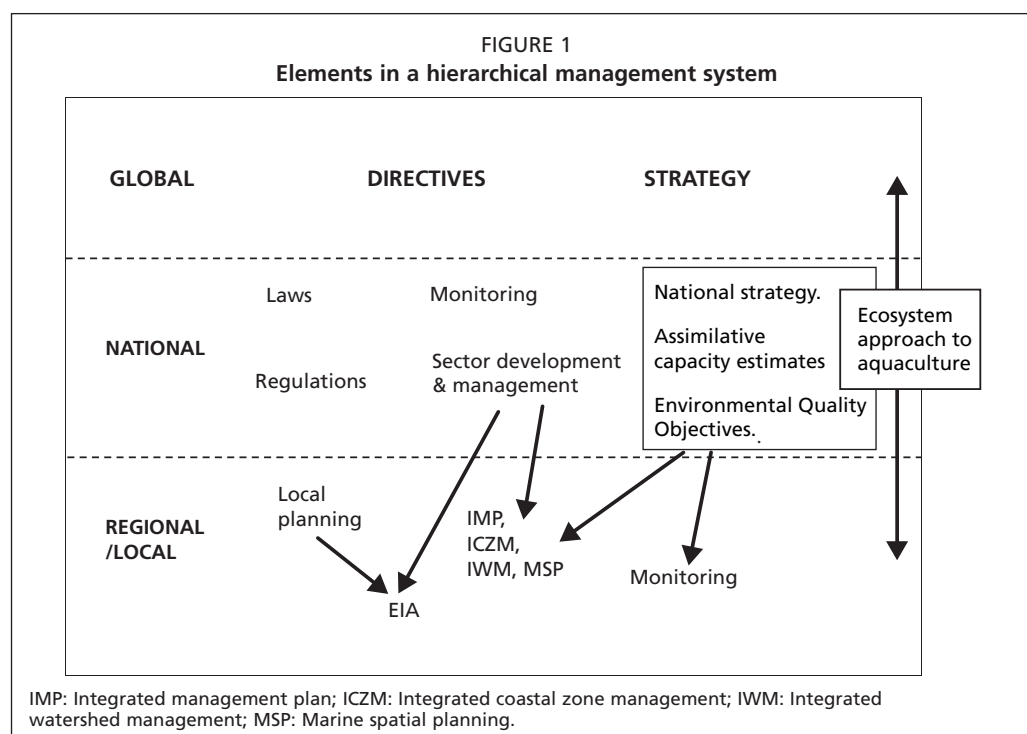 FIGURE 1
Elements in a hierarchical management system
GLOBAL
DIRECTIVES
STRATEGY
NATIONAL
Laws
Monitoring
Regulations
Sector development
& management
National strategy.
Assimilative
capacity estimates
Environmental Quality
Objectives.
Ecosystem
approach to
aquaculture
REGIONAL
/LOCAL
Local
planning
EIA
IMP,
ICZM,
IWM, MSP
Monitoring
IMP: Integrated management plan; ICZM: Integrated coastal zone management; IWM: Integrated
watershed management; MSP: Marine spatial planning.